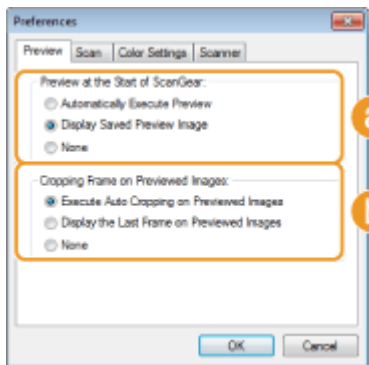 Preferences
Preview Scan Color Settings Scanner
Preview at the Start of ScanGear:
Automatically Execute Preview
Display Saved Preview Image
None
Cropping Frame on Previewed Images:
Execute Auto Cropping on Previewed Images
Display the Last Frame on Previewed Images
None
OK Cancel